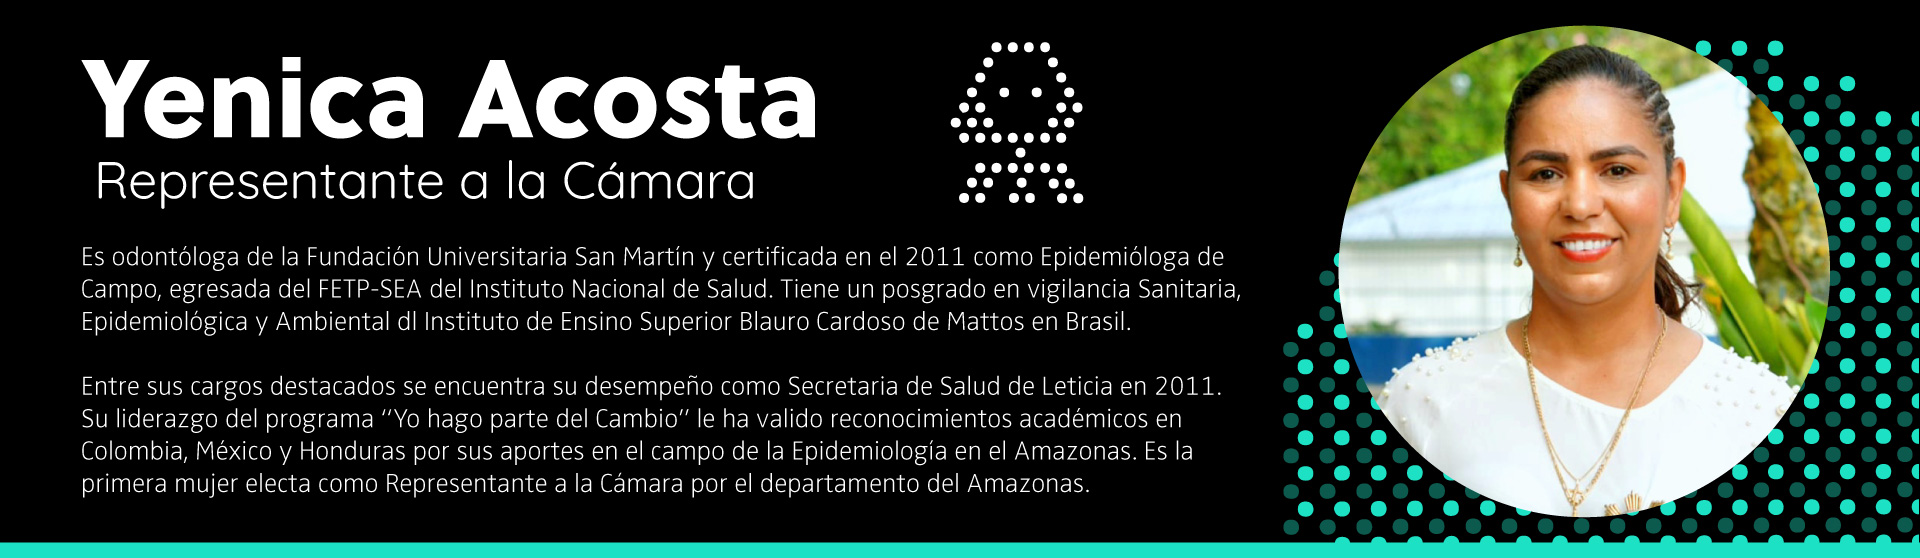 Yenica Acosta
Representante a la Cámara
Es odontóloga de la Fundación Universitaria San Martín y certificada en el 2011 como Epidemióloga de
Campo, egresada del FETP-SEA del Instituto Nacional de Salud. Tiene un posgrado en vigilancia Sanitaria,
Epidemiológica y Ambiental dl Instituto de Ensino Superior Blauro Cardoso de Mattos en Brasil.
Entre sus cargos destacados se encuentra su desempeño como Secretaria de Salud de Leticia en 2011.
Su liderazgo del programa “Yo hago parte del Cambio” le ha valido reconocimientos académicos en
Colombia, México y Honduras por sus aportes en el campo de la Epidemiología en el Amazonas. Es la
primera mujer electa como Representante a la Cámara por el departamento del Amazonas.